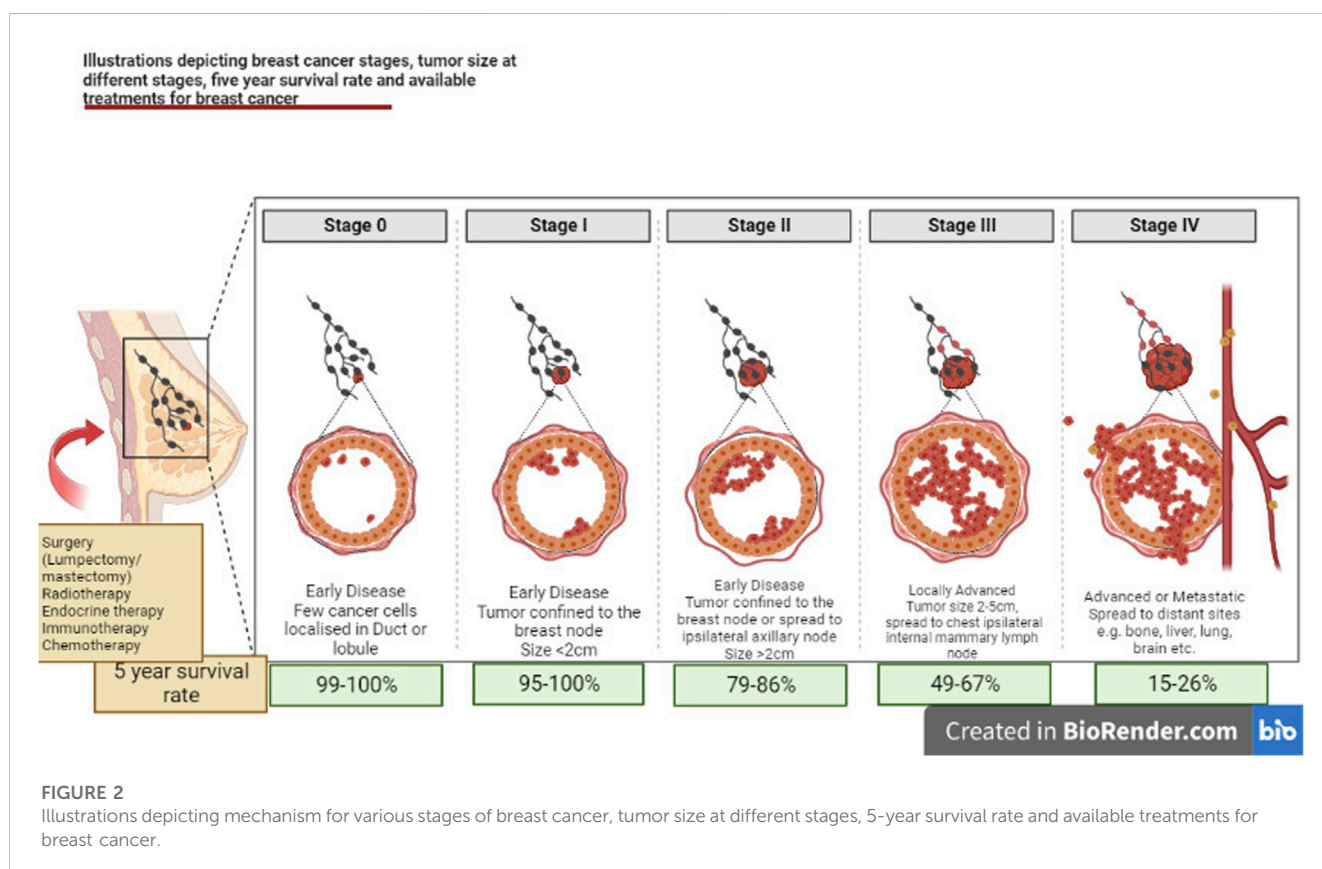 Illustrations depicting breast cancer stages, tumor size at
different stages, five year survival rate and available
treatments for breast cancer
Stage 0
Stage I
Stage II
Stage III
Stage IV
Surgery
(Lumpectomy/
mastectomy)
Radiotherapy
Endocrine therapy
Immunotherapy
Chemotherapy
Early Disease
Few cancer cells
localised in Duct or
lobule
Early Disease
Tumor confined to the
breast node
Size <2cm
Early Disease
Tumor confined to the
breast node or spread to
ipsilateral axillary node
Size >2cm
Locally Advanced
Tumor size 2-5cm,
spread to chest ipsilateral
internal mammary lymph
node
Advanced or Metastatic
Spread to distant sites
e.g. bone, liver, lung,
brain etc.
5 year survival
rate
99-100%
95-100%
79-86%
49-67%
15-26%
Created in BioRender.com bio
FIGURE 2
Illustrations depicting mechanism for various stages of breast cancer, tumor size at different stages, 5-year survival rate and available treatments for
breast cancer.